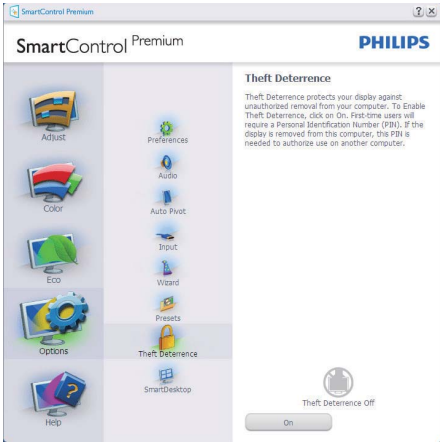 SmartControl Premium
? ×
SmartControl Premium
PHILIPS
Adjust
Color
Eco
Options
Help
Preferences
Audio
Auto Pivot
Input
Wizard
Presets
Theft Deterrence
SmartDesktop
Theft Deterrence
Theft Deterrence protects your display against
unauthorized removal from your computer. To Enable
Theft Deterrence, click on On. First-time users will
require a Personal Identification Number (PIN). If the
display is removed from this computer, this PIN is
needed to authorize use on another computer.
Theft Deterrence Off
On